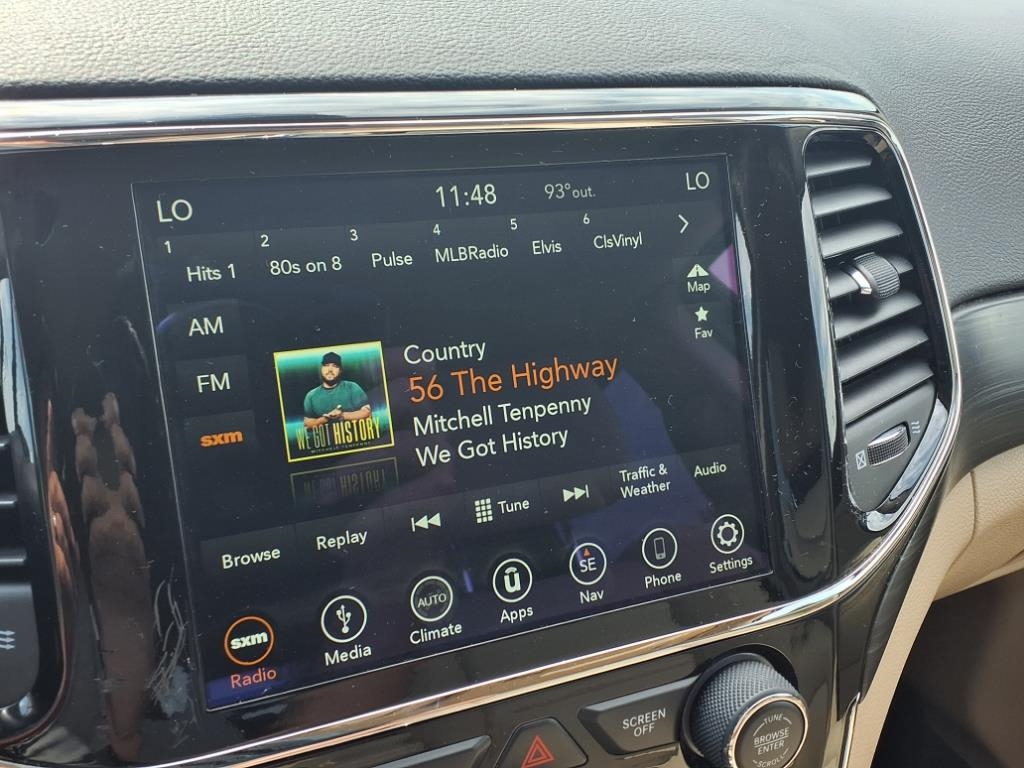 LO 11:48 93° out. LO
1 2 3 4 5 6
Hits 1 80s on 8 Pulse MLBRadio Elvis ClsVinyl
Map
Fav
AM
FM
sxm
Country
56 The Highway
Mitchell Tenpenny
We Got History
WE GOT HISTORY
MITCHELL TENPENNY
Browse Replay Tune Traffic & Weather Audio
sxm AUTO SE
Radio Media Climate Apps Nav Phone Settings
SCREEN
OFF
TUNE
BROWSE
ENTER
SCROLL